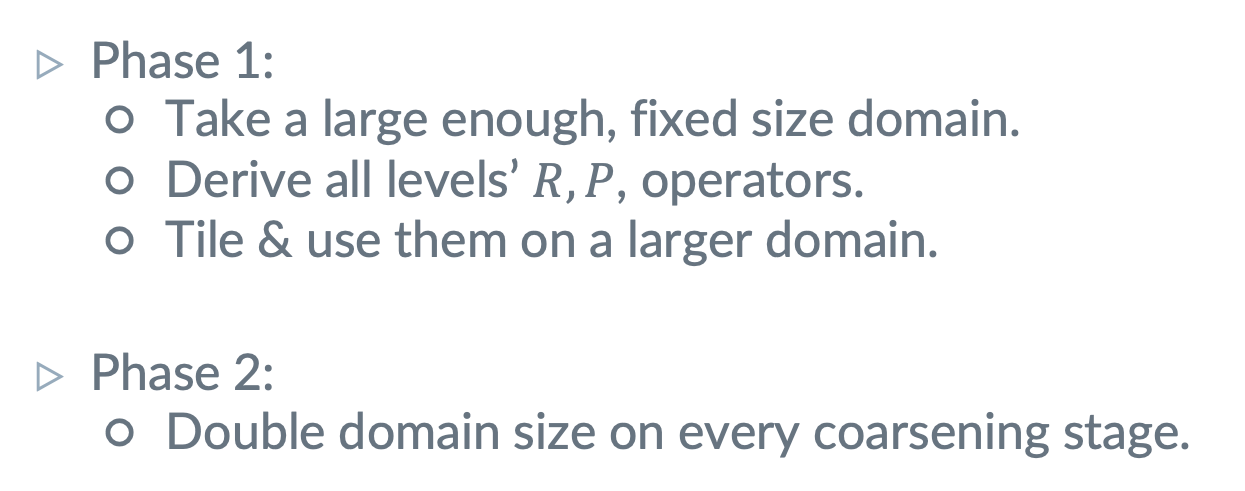 ▷ Phase 1:
○ Take a large enough, fixed size domain.
○ Derive all levels’ R, P, operators.
○ Tile & use them on a larger domain.
▷ Phase 2:
○ Double domain size on every coarsening stage.